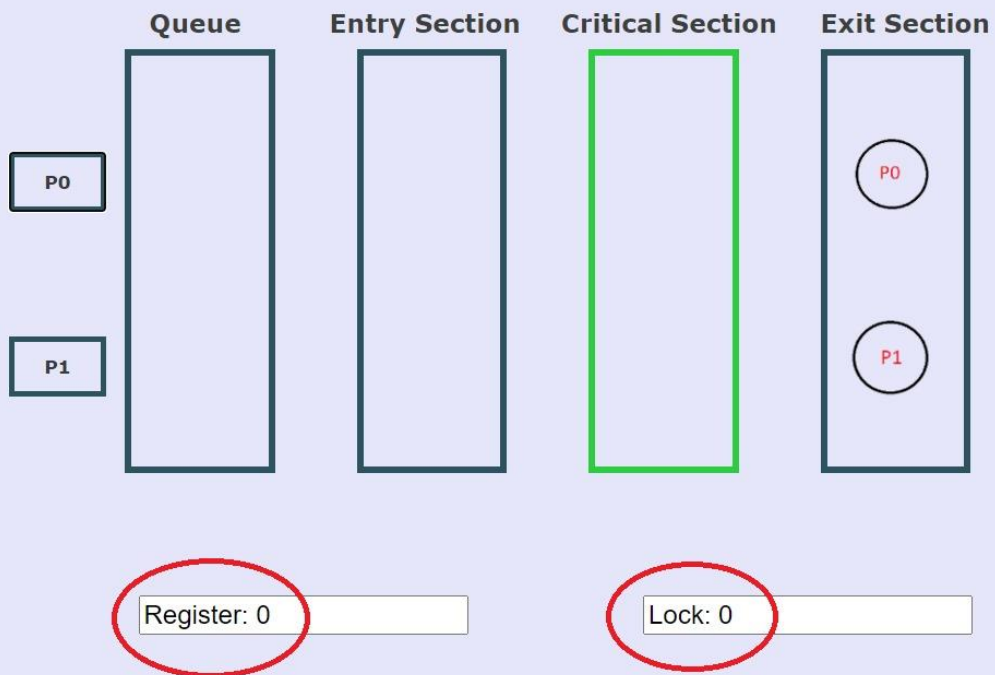 Queue Entry Section Critical Section Exit Section
P0 P0
P1 P1
Register: 0 Lock: 0